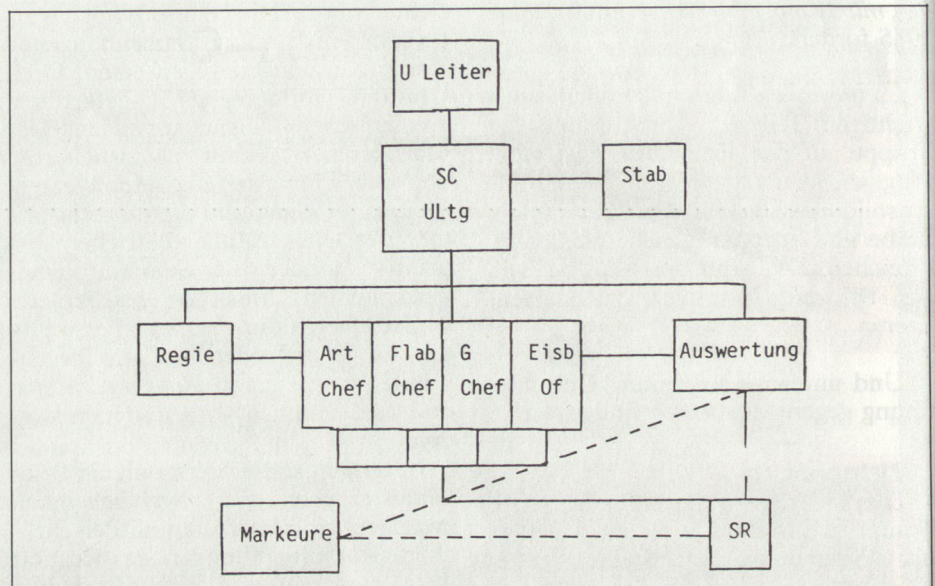 U Leiter
SC
ULtg
Stab
Regie
Art
Chef
Flab
Chef
G
Chef
Eisb
Of
Auswertung
Markeure
SR